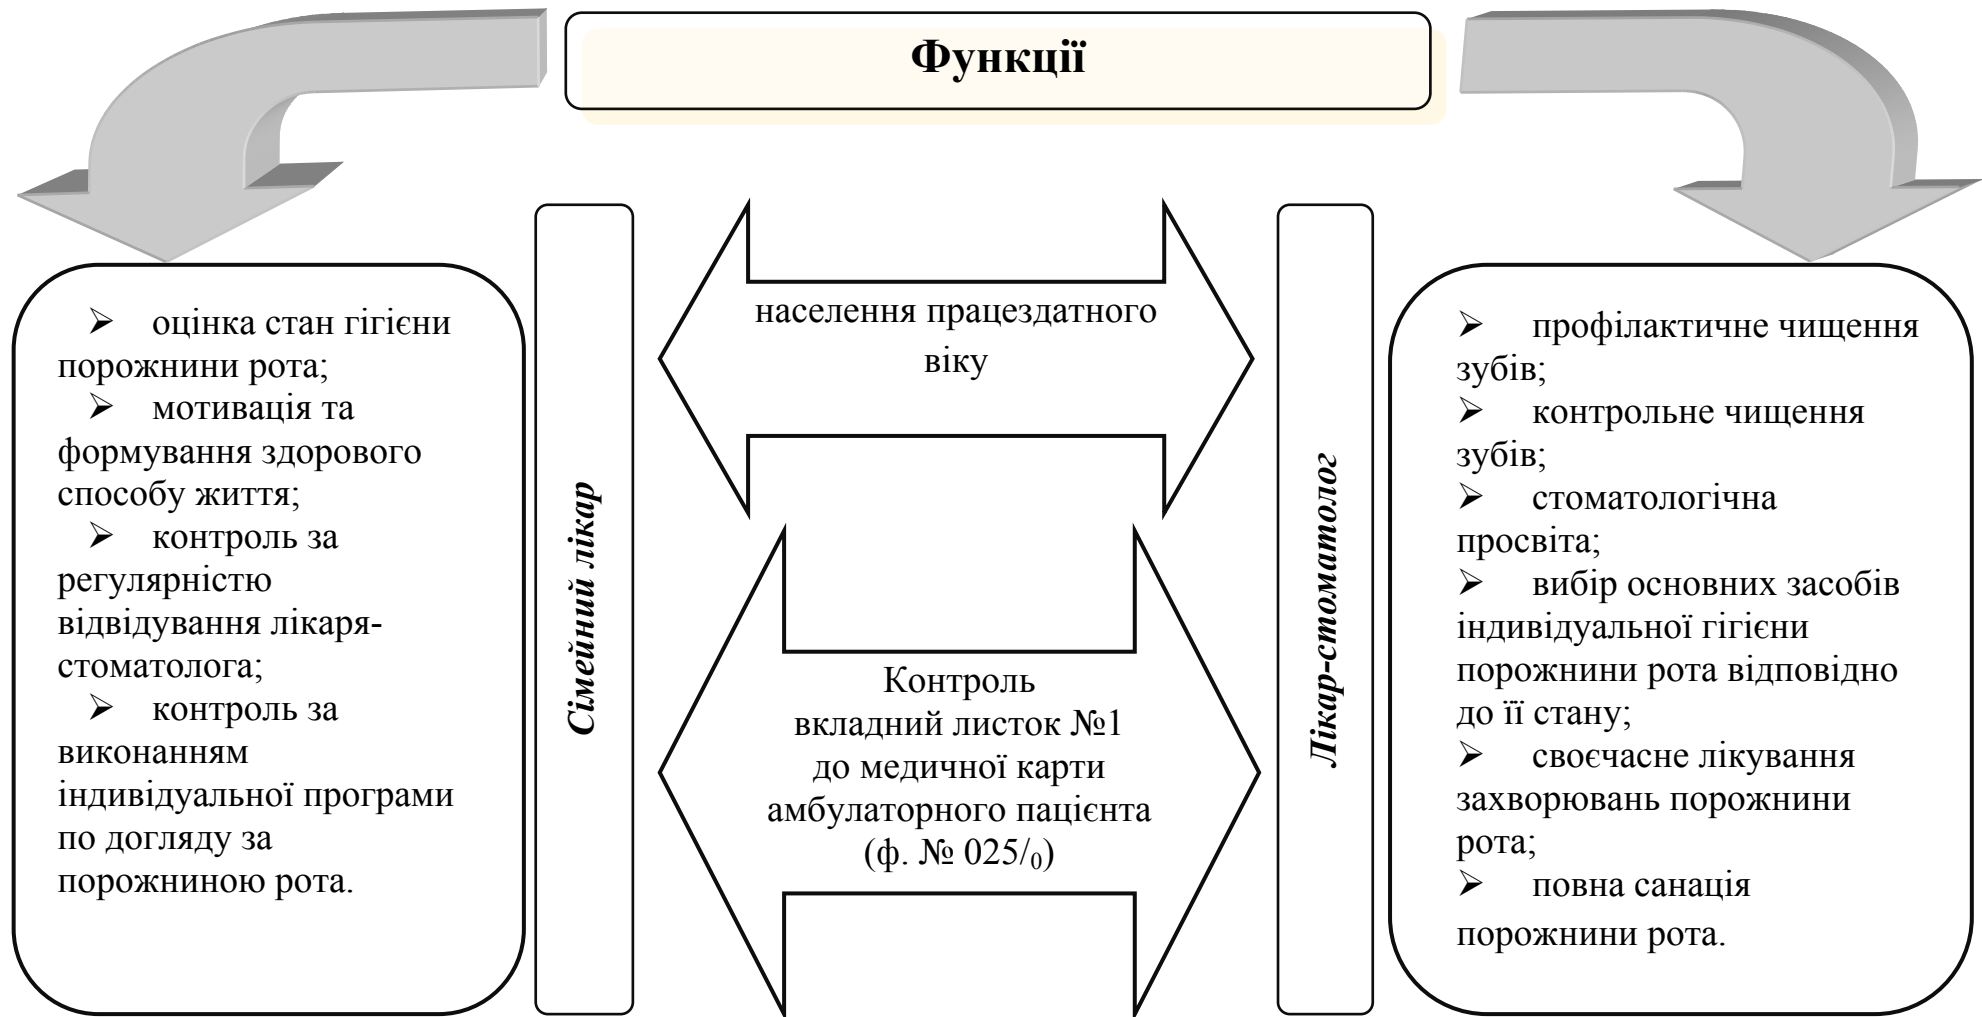 Функції
➢ оцінка стан гігієни
порожнини рота;
➢ мотивація та
формування здорового
способу життя;
➢ контроль за
регулярністю
відвідування лікаря-
стоматолога;
➢ контроль за
виконанням
індивідуальної програми
по догляду за
порожниною рота.
Сімейний лікар
населення працездатного
віку
Контроль
вкладний листок №1
до медичної карти
амбулаторного пацієнта
(ф. № 025/0)
Лікар-стоматолог
➢ профілактичне чищення
зубів;
➢ контрольне чищення
зубів;
➢ стоматологічна
просвіта;
➢ вибір основних засобів
індивідуальної гігієни
порожнини рота відповідно
до її стану;
➢ своєчасне лікування
захворювань порожнини
рота;
➢ повна санація
порожнини рота.